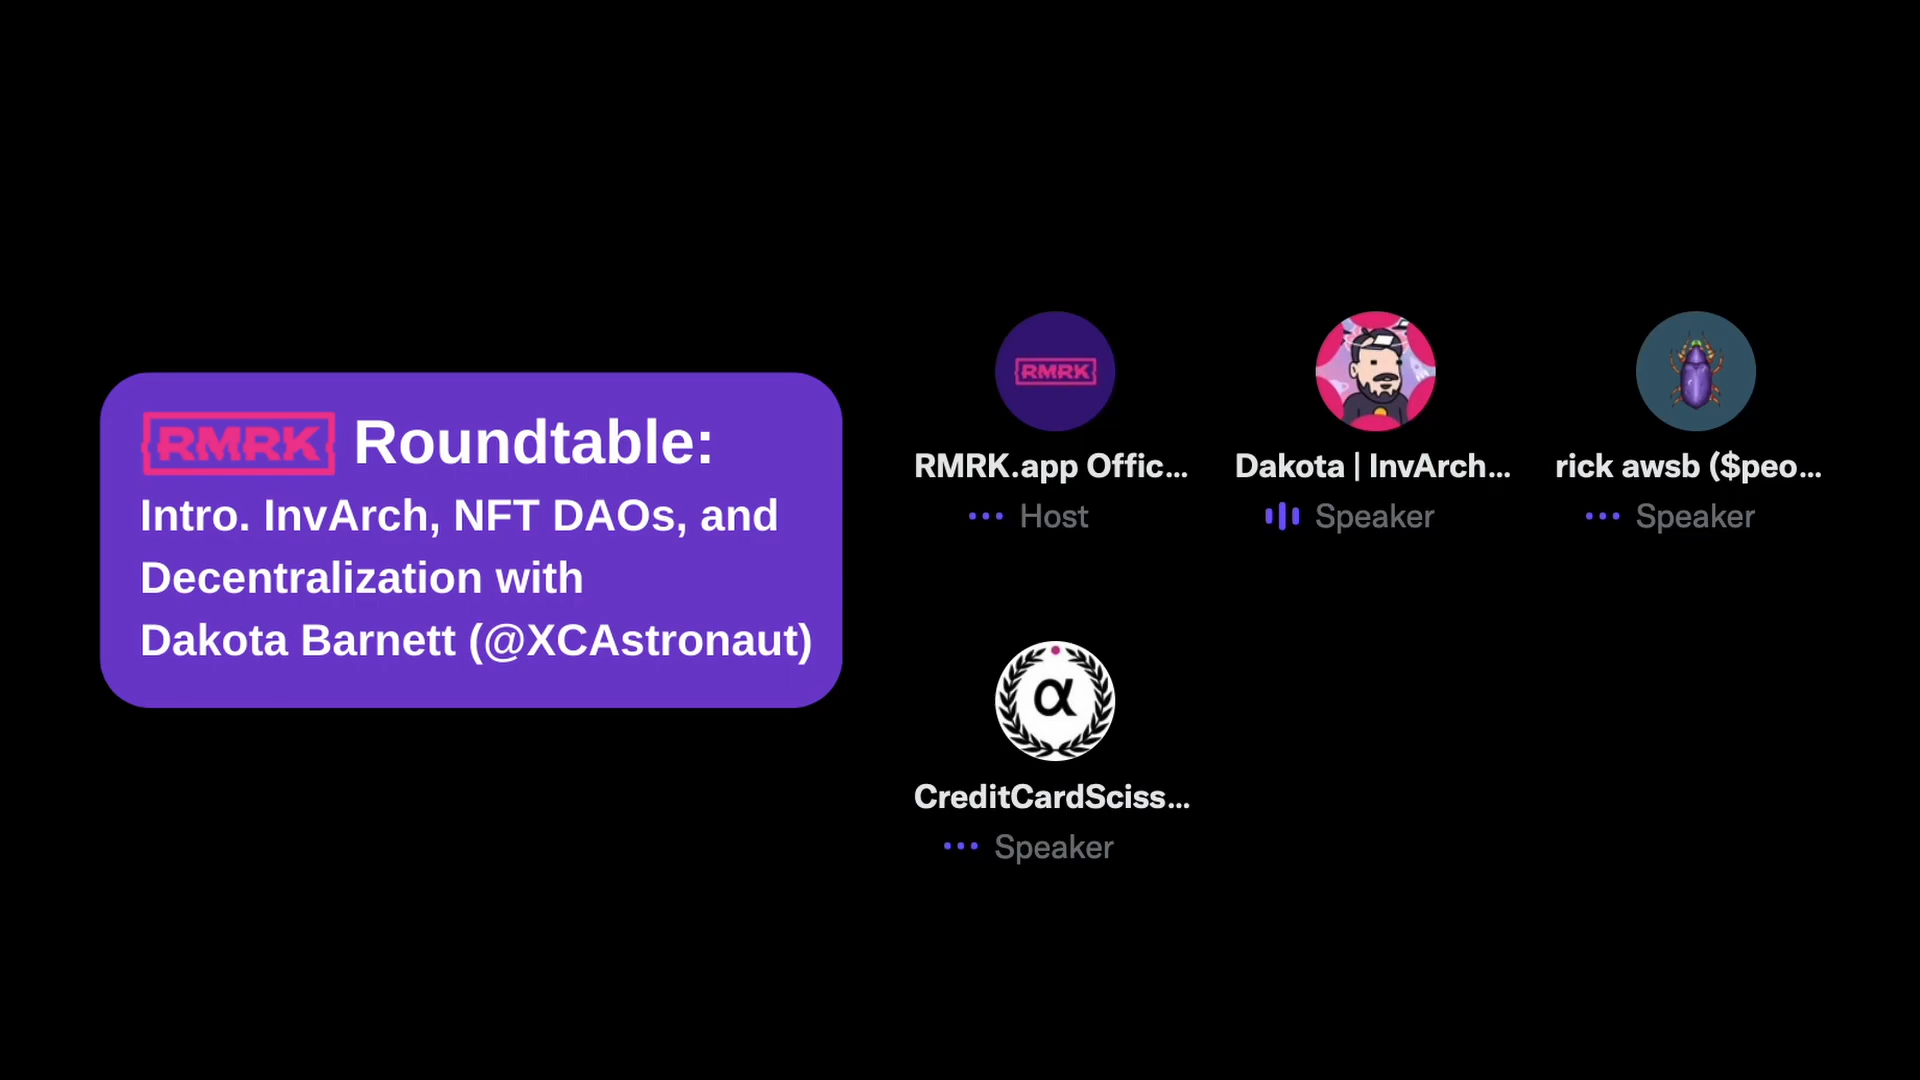 RMRK Roundtable:
Intro. InvArch, NFT DAOs, and
Decentralization with
Dakota Barnett (@XCAstronaut)
RMRK
RMRK.app Offic...
Host
Dakota | InvArch...
Speaker
rick awsb ($peo...
Speaker
α
CreditCardSciss...
Speaker